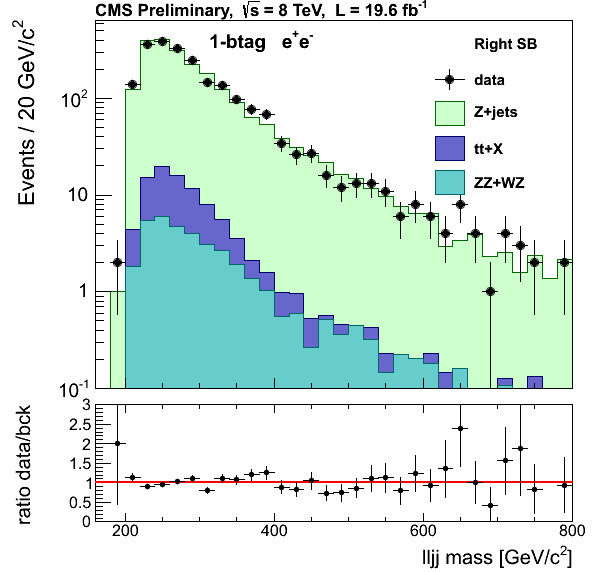 CMS Preliminary, √s = 8 TeV, L = 19.6 fb⁻¹
1-btag e⁺e⁻
Right SB
data
Z+jets
tt+X
ZZ+WZ
Events / 20 GeV/c²
10²
10
1
10⁻¹
ratio data/bck
3
2.5
2
1.5
1
0.5
0
200 400 600 800
lljj mass [GeV/c²]